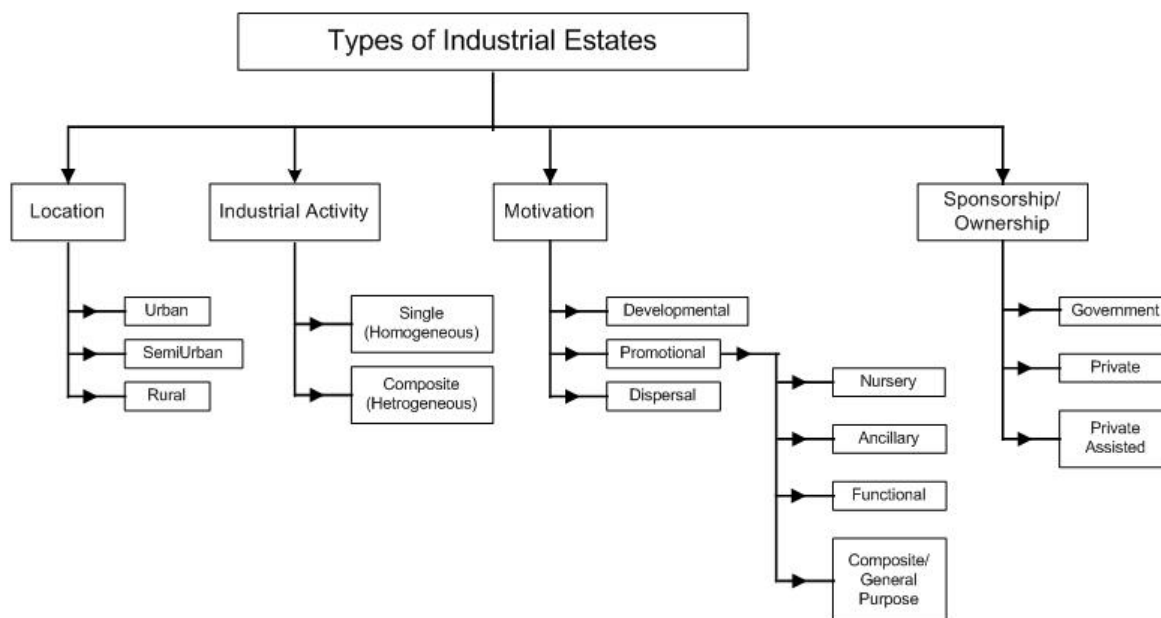 Types of Industrial Estates
Location
Industrial Activity
Motivation
Sponsorship/
Ownership
Urban
SemiUrban
Rural
Single
(Homogeneous)
Composite
(Hetrogeneous)
Developmental
Promotional
Dispersal
Nursery
Ancillary
Functional
Composite/
General
Purpose
Government
Private
Private
Assisted